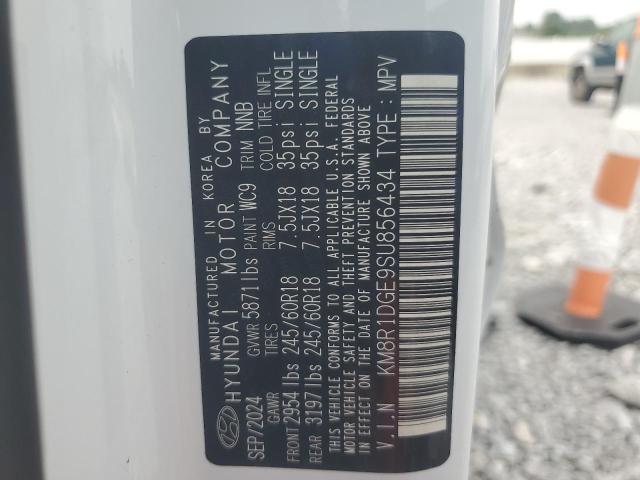 MANUFACTURED IN KOREA BY
HYUNDAI MOTOR COMPANY
SEP/2024 GVWR 5871lbs PAINT WC9 TRIM NNB
GAWR TIRES RIMS COLD TIRE INFL
FRONT 2954lbs 245/60R18 7.5JX18 35psi SINGLE
REAR 3197lbs 245/60R18 7.5JX18 35psi SINGLE
THIS VEHICLE CONFORMS TO ALL APPLICABLE U.S.A. FEDERAL
MOTOR VEHICLE SAFETY AND THEFT PREVENTION STANDARDS
IN EFFECT ON THE DATE OF MANUFACTURE SHOWN ABOVE
V.I.N KM8R1DGE9SU856434 TYPE : MPV